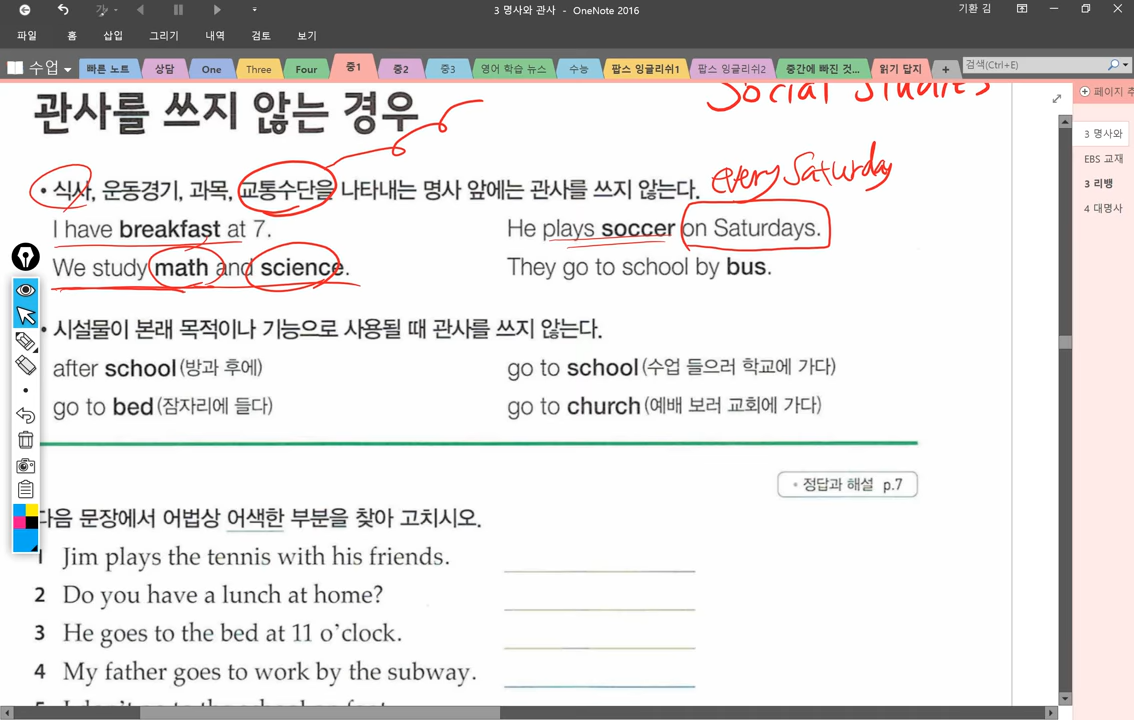 3 명사와 관사 - OneNote 2016
기환 김
파일 홈 삽입 그리기 내역 검토 보기
수업 빠른 노트 상담 One Three Four 중1 중2 중3 영어 학습 뉴스 수능 팝스 잉글리쉬1 팝스 잉글리쉬2 중간에 빠진 것... 읽기 답지 + 검색(Ctrl+E)
페이지 추
3 명사와
EBS 교재
3 리뱅
4 대명사
Social Studies
관사를 쓰지 않는 경우
every Saturday
• 식사, 운동경기, 과목, 교통수단을 나타내는 명사 앞에는 관사를 쓰지 않는다.
I have breakfast at 7. He plays soccer on Saturdays.
We study math and science. They go to school by bus.
• 시설물이 본래 목적이나 기능으로 사용될 때 관사를 쓰지 않는다.
after school (방과 후에) go to school (수업 들으러 학교에 가다)
go to bed (잠자리에 들다) go to church (예배 보러 교회에 가다)
• 정답과 해설 p.7
다음 문장에서 어법상 어색한 부분을 찾아 고치시오.
1 Jim plays the tennis with his friends.
2 Do you have a lunch at home?
3 He goes to the bed at 11 o'clock.
4 My father goes to work by the subway.